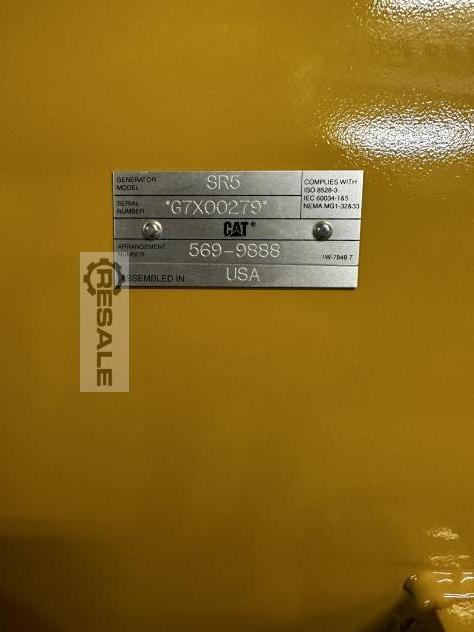 GENERATOR MODEL SR5
COMPLIES WITH:
ISO 8528-3
IEC 60034-1&5
NEMA MG1-32&33
SERIAL NUMBER *G7X00279*
CAT®
ARRANGEMENT NUMBER 569-9888
1W-7848 7
ASSEMBLED IN: USA
RESALE